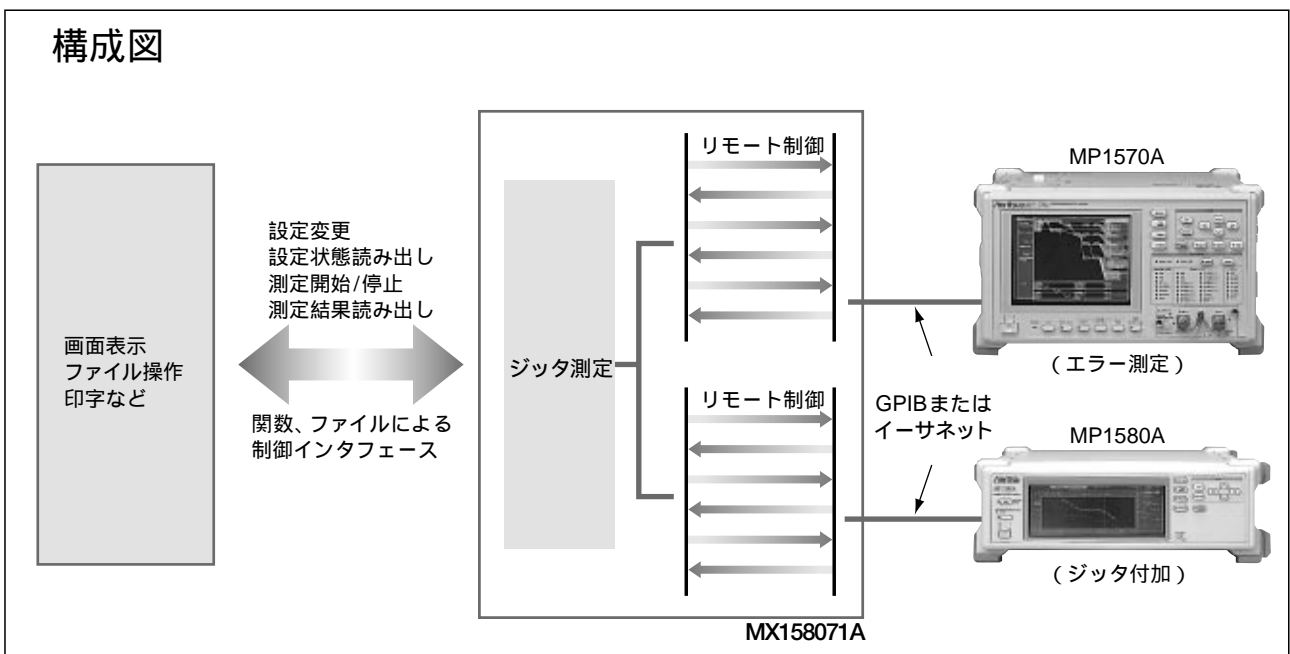 構成図
画面表示
ファイル操作
印字など
設定変更
設定状態読み出し
測定開始/停止
測定結果読み出し
関数、ファイルによる
制御インタフェース
ジッタ測定
リモート制御
リモート制御
MX158071A
GPIBまたは
イーサネット
MP1570A
(エラー測定)
MP1580A
(ジッタ付加)